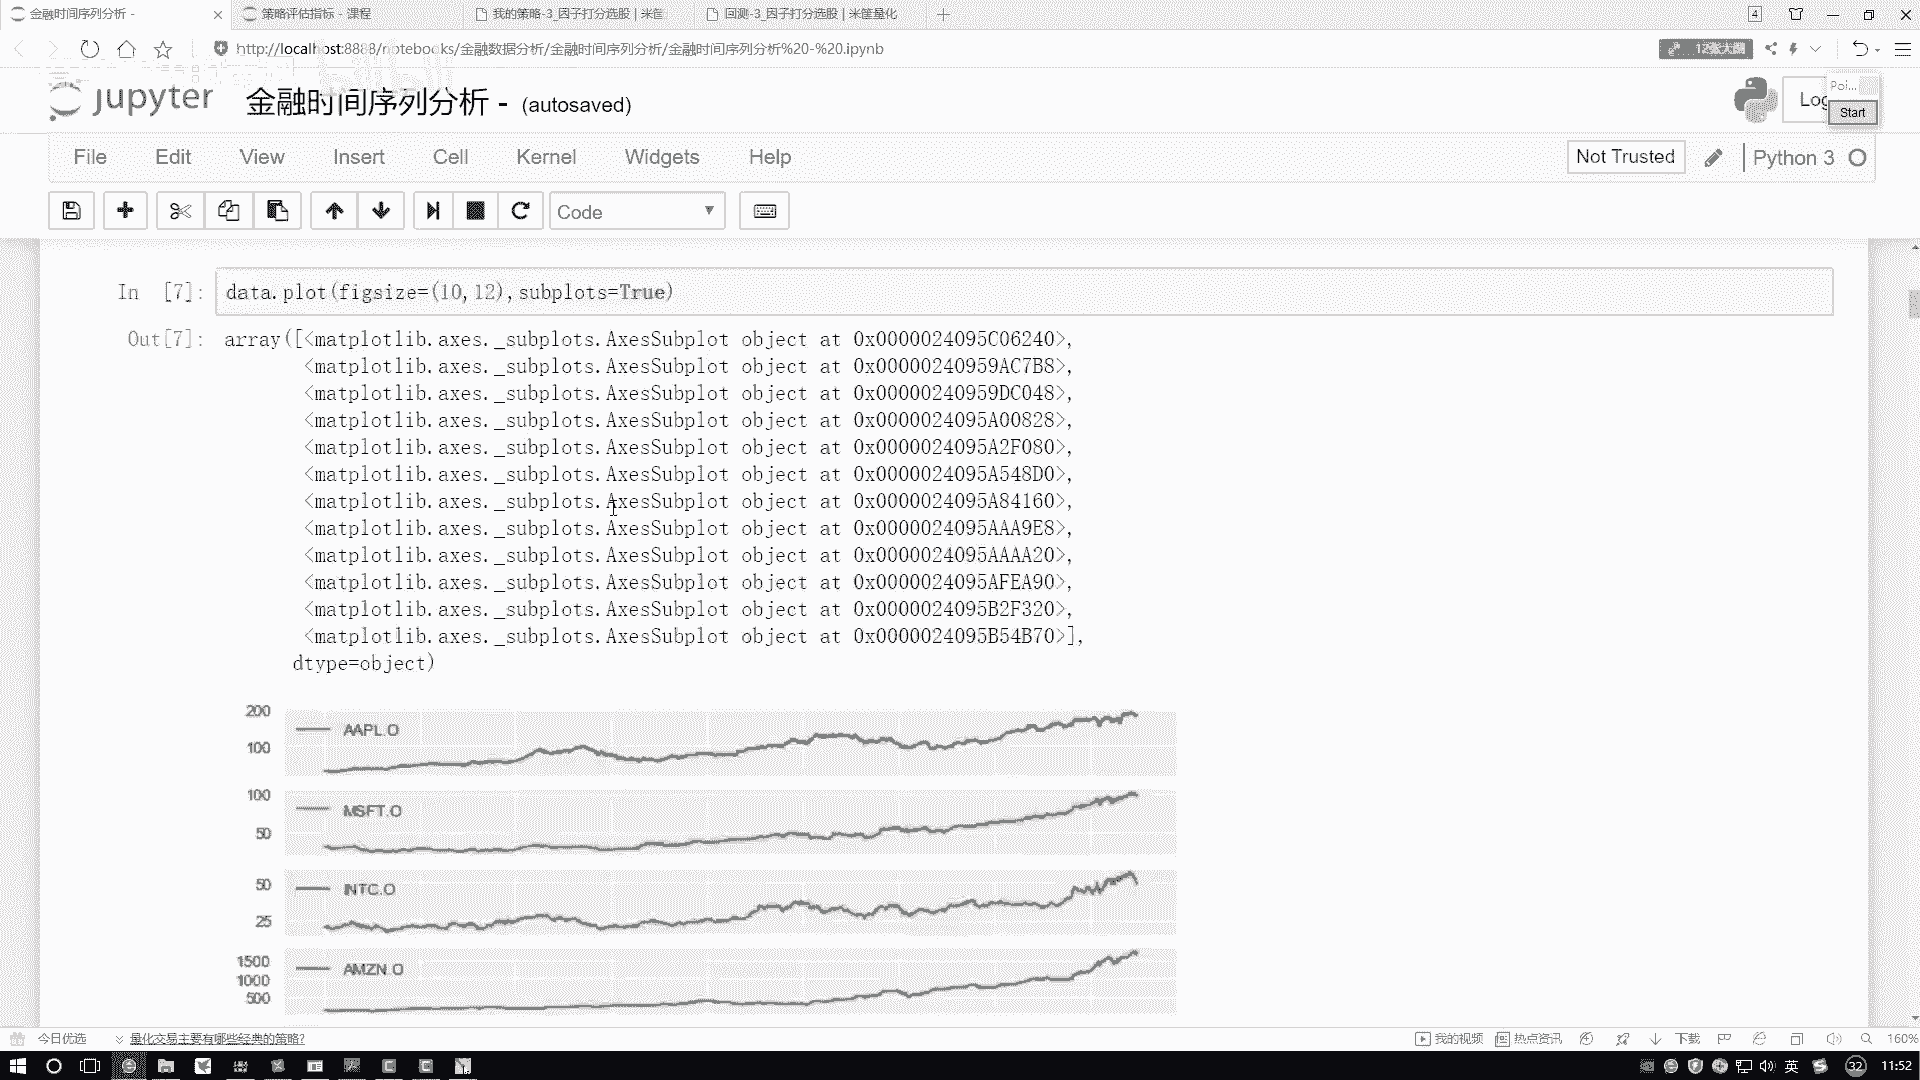 金融时间序列分析 -
策略评估指标 - 课程
我的策略-3_因子打分选股 | 米筐
回测-3_因子打分选股 | 米筐量化
4
http://localhost:8888/notebooks/金融数据分析/金融时间序列分析/金融时间序列分析%20-%20.ipynb
12张大阈
jupyter
金融时间序列分析 - (autosaved)
Log
Poi...
Start
File
Edit
View
Insert
Cell
Kernel
Widgets
Help
Not Trusted
Python 3
Code
In [7]:
data.plot(figsize=(10,12),subplots=True)
Out[7]:
array([<matplotlib.axes._subplots.AxesSubplot object at 0x0000024095C06240>,
<matplotlib.axes._subplots.AxesSubplot object at 0x00000240959AC7B8>,
<matplotlib.axes._subplots.AxesSubplot object at 0x00000240959DC048>,
<matplotlib.axes._subplots.AxesSubplot object at 0x0000024095A00828>,
<matplotlib.axes._subplots.AxesSubplot object at 0x0000024095A2F080>,
<matplotlib.axes._subplots.AxesSubplot object at 0x0000024095A548D0>,
<matplotlib.axes._subplots.AxesSubplot object at 0x0000024095A84160>,
<matplotlib.axes._subplots.AxesSubplot object at 0x0000024095AAA9E8>,
<matplotlib.axes._subplots.AxesSubplot object at 0x0000024095AAAA20>,
<matplotlib.axes._subplots.AxesSubplot object at 0x0000024095AFEA90>,
<matplotlib.axes._subplots.AxesSubplot object at 0x0000024095B2F320>,
<matplotlib.axes._subplots.AxesSubplot object at 0x0000024095B54B70>],
dtype=object)
200
100
AAPL.O
100
50
MSFT.O
50
25
INTC.O
1500
1000
500
AMZN.O
今日优选
量化交易主要有哪些经典的策略?
我的视频
热点资讯
下载
160%
英
32
11:52